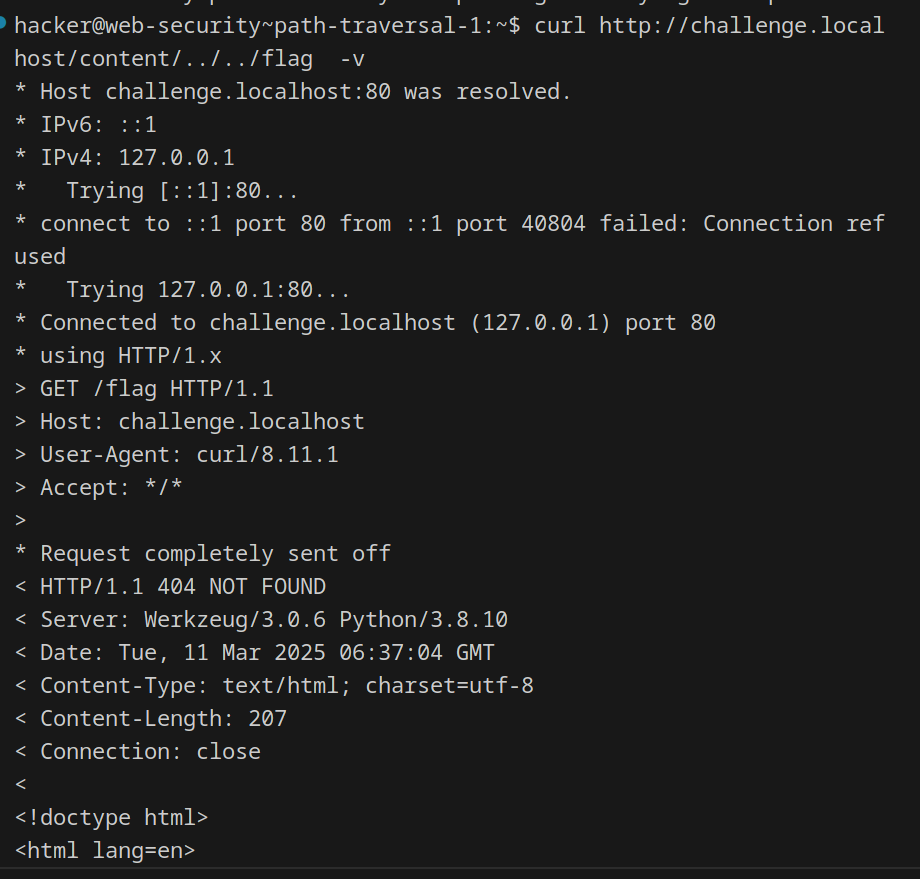 hacker@web-security~path-traversal-1:~$ curl http://challenge.local
host/content/../../flag  -v
* Host challenge.localhost:80 was resolved.
* IPv6: ::1
* IPv4: 127.0.0.1
*   Trying [::1]:80...
* connect to ::1 port 80 from ::1 port 40804 failed: Connection ref
used
*   Trying 127.0.0.1:80...
* Connected to challenge.localhost (127.0.0.1) port 80
* using HTTP/1.x
> GET /flag HTTP/1.1
> Host: challenge.localhost
> User-Agent: curl/8.11.1
> Accept: */*
>
* Request completely sent off
< HTTP/1.1 404 NOT FOUND
< Server: Werkzeug/3.0.6 Python/3.8.10
< Date: Tue, 11 Mar 2025 06:37:04 GMT
< Content-Type: text/html; charset=utf-8
< Content-Length: 207
< Connection: close
<
<!doctype html>
<html lang=en>